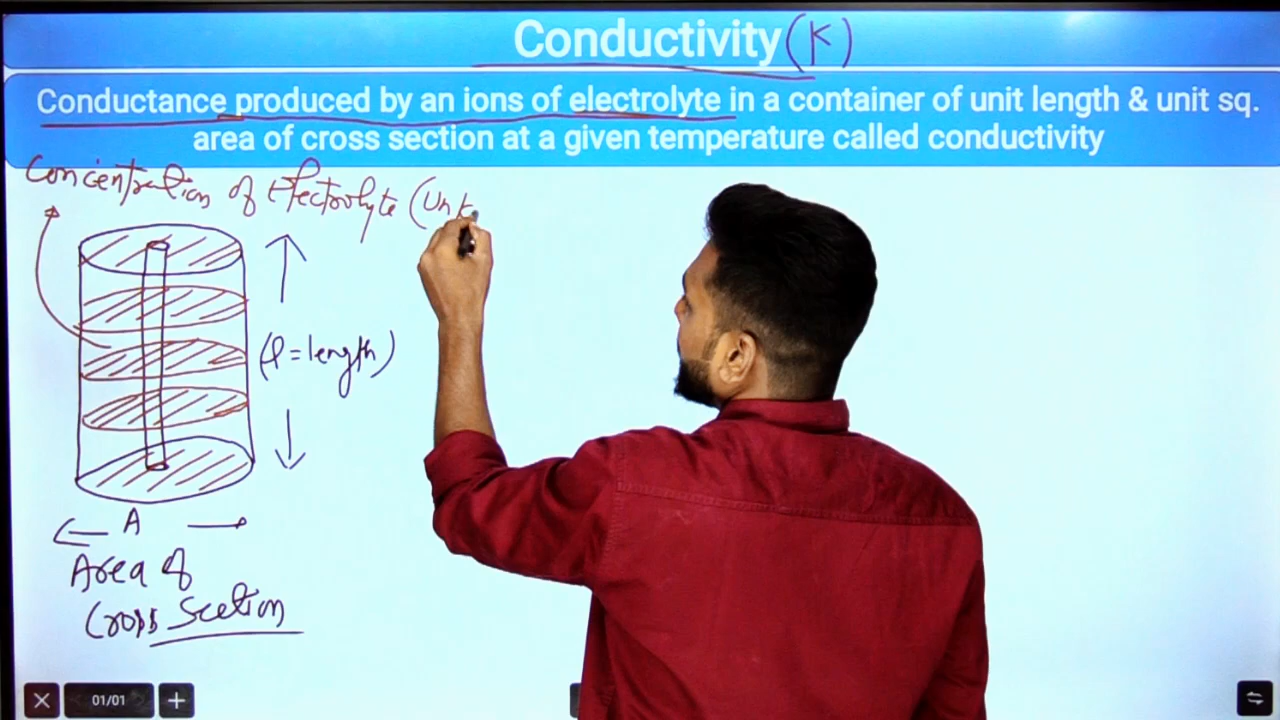 Conductivity (K)
Conductance produced by an ions of electrolyte in a container of unit length & unit sq.
area of cross section at a given temperature called conductivity
Concentration of Electrolyte (Unit
(l = length)
A
Area of
Cross Section
01/01